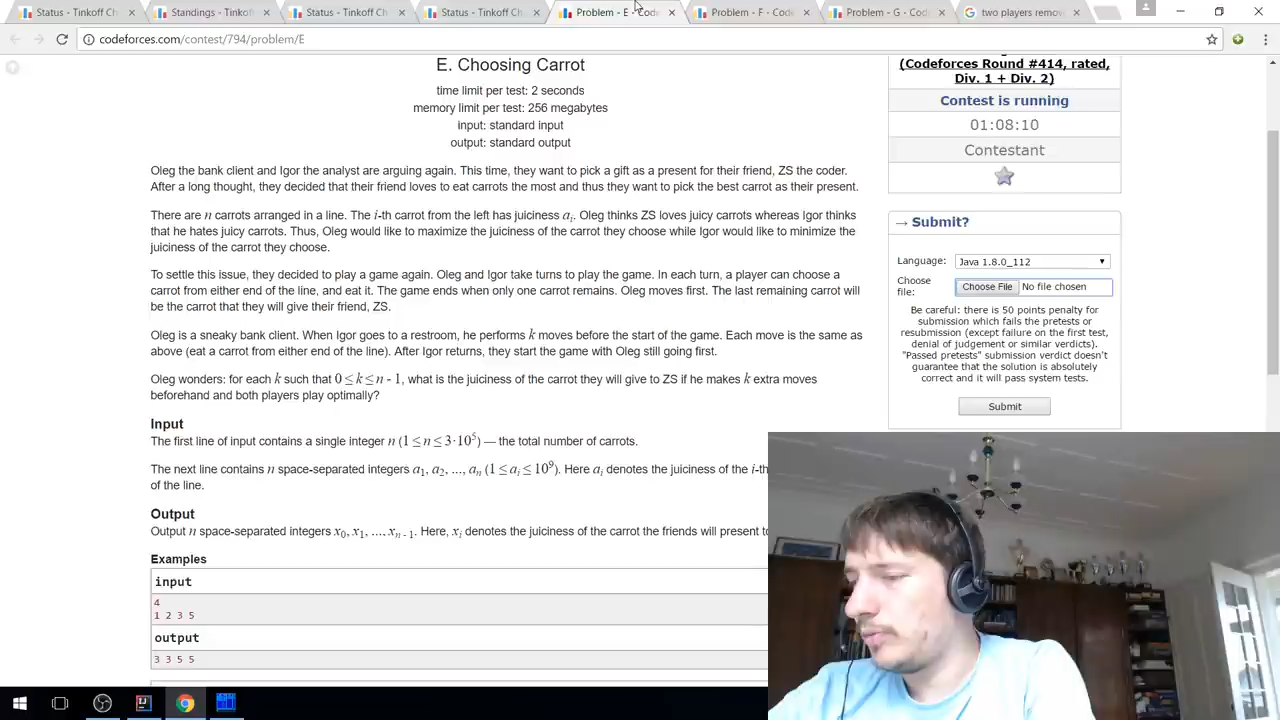 Status - Tinkoff Ch
Standings - Tinkoff
Status - Tinkoff Ch
Status - Tinkoff Ch
Problem - E - Code
Problem - F - Code
Problem - G - Code
two players remov
codeforces.com/contest/794/problem/E
E. Choosing Carrot
time limit per test: 2 seconds
memory limit per test: 256 megabytes
input: standard input
output: standard output
Oleg the bank client and Igor the analyst are arguing again. This time, they want to pick a gift as a present for their friend, ZS the coder.
After a long thought, they decided that their friend loves to eat carrots the most and thus they want to pick the best carrot as their present.
There are n carrots arranged in a line. The i-th carrot from the left has juiciness aᵢ. Oleg thinks ZS loves juicy carrots whereas Igor thinks
that he hates juicy carrots. Thus, Oleg would like to maximize the juiciness of the carrot they choose while Igor would like to minimize the
juiciness of the carrot they choose.
To settle this issue, they decided to play a game again. Oleg and Igor take turns to play the game. In each turn, a player can choose a
carrot from either end of the line, and eat it. The game ends when only one carrot remains. Oleg moves first. The last remaining carrot will
be the carrot that they will give their friend, ZS.
Oleg is a sneaky bank client. When Igor goes to a restroom, he performs k moves before the start of the game. Each move is the same as
above (eat a carrot from either end of the line). After Igor returns, they start the game with Oleg still going first.
Oleg wonders: for each k such that 0 ≤ k ≤ n - 1, what is the juiciness of the carrot they will give to ZS if he makes k extra moves
beforehand and both players play optimally?
Input
The first line of input contains a single integer n (1 ≤ n ≤ 3·10⁵) — the total number of carrots.
The next line contains n space-separated integers a₁, a₂, ..., aₙ (1 ≤ aᵢ ≤ 10⁹). Here aᵢ denotes the juiciness of the i-th
of the line.
Output
Output n space-separated integers x₀, x₁, ..., xₙ₋₁. Here, xᵢ denotes the juiciness of the carrot the friends will present to
Examples
input
4
1 2 3 5
output
3 3 5 5
(Codeforces Round #414, rated,
Div. 1 + Div. 2)
Contest is running
01:08:10
Contestant
→ Submit?
Language: Java 1.8.0_112
Choose
file: Choose File No file chosen
Be careful: there is 50 points penalty for
submission which fails the pretests or
resubmission (except failure on the first test,
denial of judgement or similar verdicts).
"Passed pretests" submission verdict doesn't
guarantee that the solution is absolutely
correct and it will pass system tests.
Submit